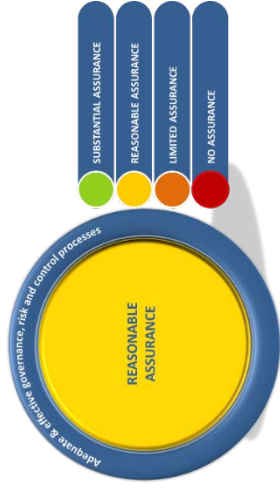 Adequate & effective governance, risk and control processes
REASONABLE
ASSURANCE
SUBSTANTIAL ASSURANCE
REASONABLE ASSURANCE
LIMITED ASSURANCE
NO ASSURANCE